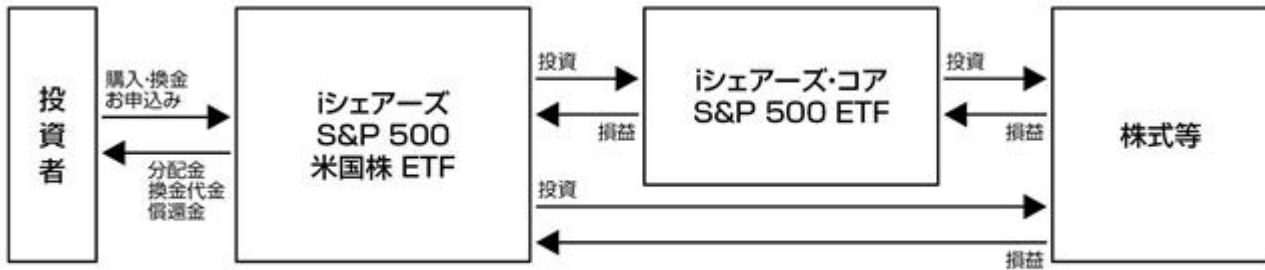 投資者
購入・換金
お申込み
分配金
換金代金
償還金
iシェアーズ
S&P 500
米国株 ETF
投資
損益
iシェアーズ・コア
S&P 500 ETF
投資
損益
投資
損益
株式等